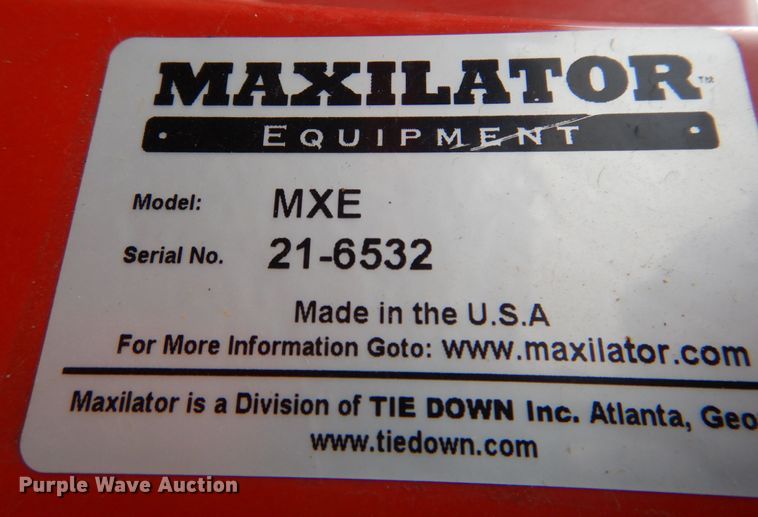 MAXILATOR™
EQUIPMENT
Model: MXE
Serial No. 21-6532
Made in the U.S.A
For More Information Goto: www.maxilator.com
Maxilator is a Division of TIE DOWN Inc. Atlanta, Geo
www.tiedown.com
Purple Wave Auction